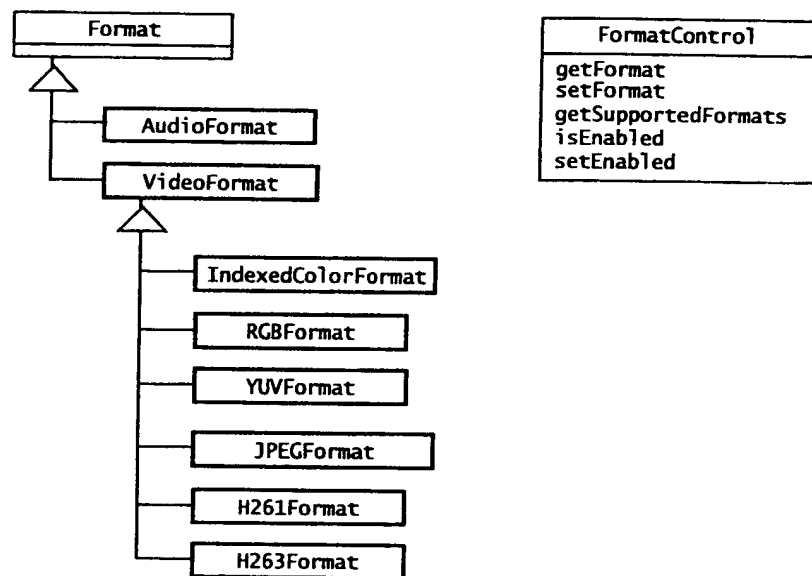 Format
AudioFormat
VideoFormat
IndexedColorFormat
RGBFormat
YUVFormat
JPEGFormat
H261Format
H263Format
FormatControl
getFormat
setFormat
getSupportedFormats
isEnabled
setEnabled